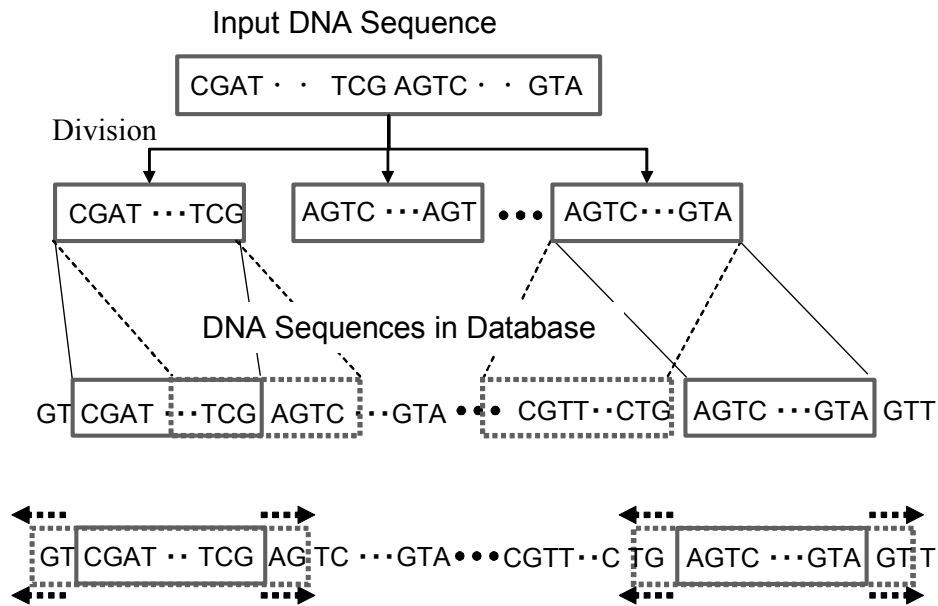 Input DNA Sequence
CGAT · · TCG AGTC · · GTA
Division
CGAT ···TCG AGTC ···AGT ••• AGTC···GTA
DNA Sequences in Database
GT CGAT ···TCG AGTC ···GTA ••• CGTT··CTG AGTC ···GTA GTT
GT CGAT ·· TCG AG TC ···GTA ••• CGTT··C TG AGTC ···GTA GT T